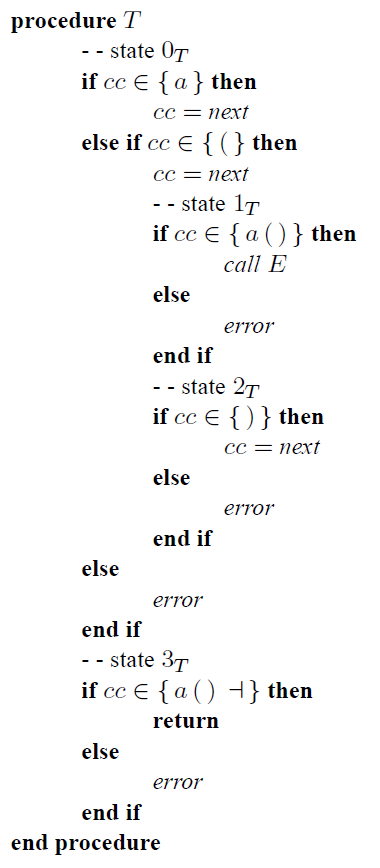 procedure T
- - state 0T
if cc ∈ { a } then
cc = next
else if cc ∈ { ( } then
cc = next
- - state 1T
if cc ∈ { a ( ) } then
call E
else
error
end if
- - state 2T
if cc ∈ { ) } then
cc = next
else
error
end if
else
error
end if
- - state 3T
if cc ∈ { a ( ) ⊣ } then
return
else
error
end if
end procedure